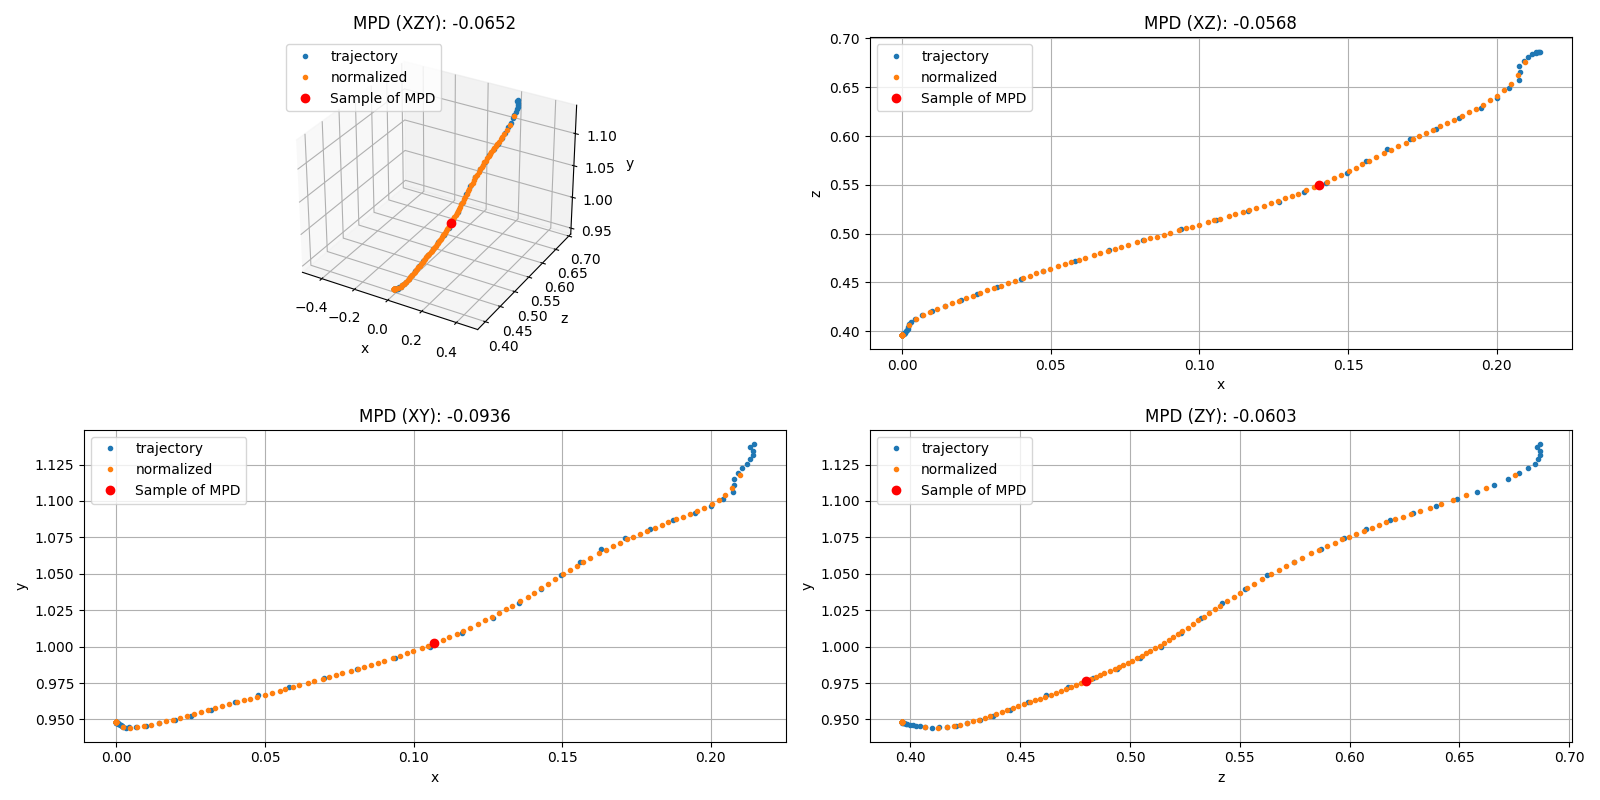 MPD (XZY): -0.0652
trajectory
normalized
Sample of MPD
1.10
1.05
1.00
0.95
y
0.70
0.65
0.60
0.55
0.50
0.45
0.40
z
−0.4
−0.2
0.0
0.2
0.4
x
MPD (XZ): -0.0568
trajectory
normalized
Sample of MPD
0.70
0.65
0.60
0.55
0.50
0.45
0.40
z
0.00 0.05 0.10 0.15 0.20
x
MPD (XY): -0.0936
trajectory
normalized
Sample of MPD
1.125
1.100
1.075
1.050
1.025
1.000
0.975
0.950
y
0.00 0.05 0.10 0.15 0.20
x
MPD (ZY): -0.0603
trajectory
normalized
Sample of MPD
1.125
1.100
1.075
1.050
1.025
1.000
0.975
0.950
y
0.40 0.45 0.50 0.55 0.60 0.65 0.70
z